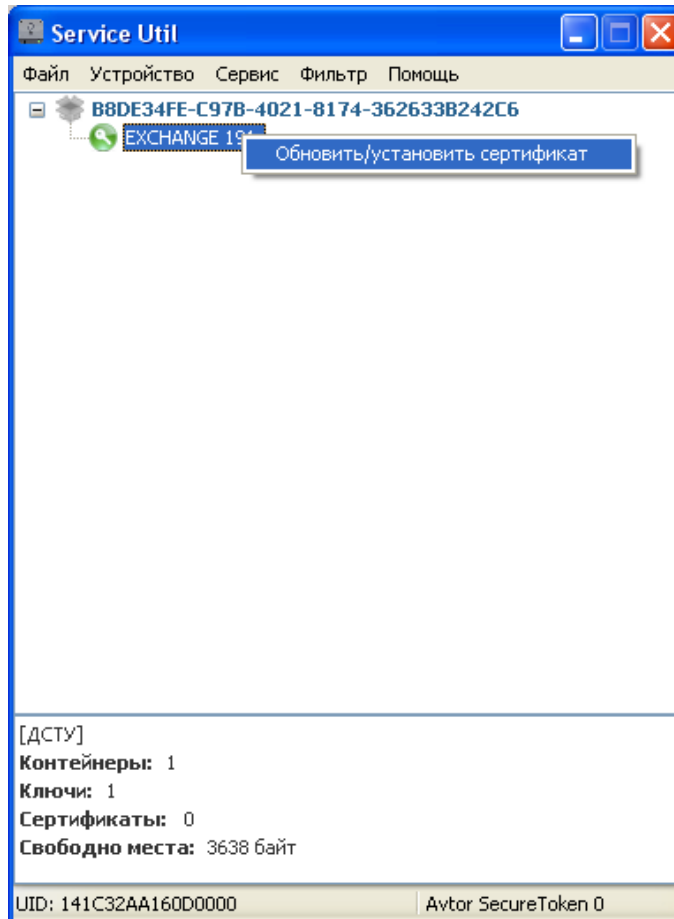 Service Util
Файл Устройство Сервис Фильтр Помощь
B8DE34FE-C97B-4021-8174-362633B242C6
EXCHANGE
Обновить/установить сертификат
[ДСТУ]
Контейнеры: 1
Ключи: 1
Сертификаты: 0
Свободно места: 3638 байт
UID: 141C32AA160D0000 Avtor SecureToken 0